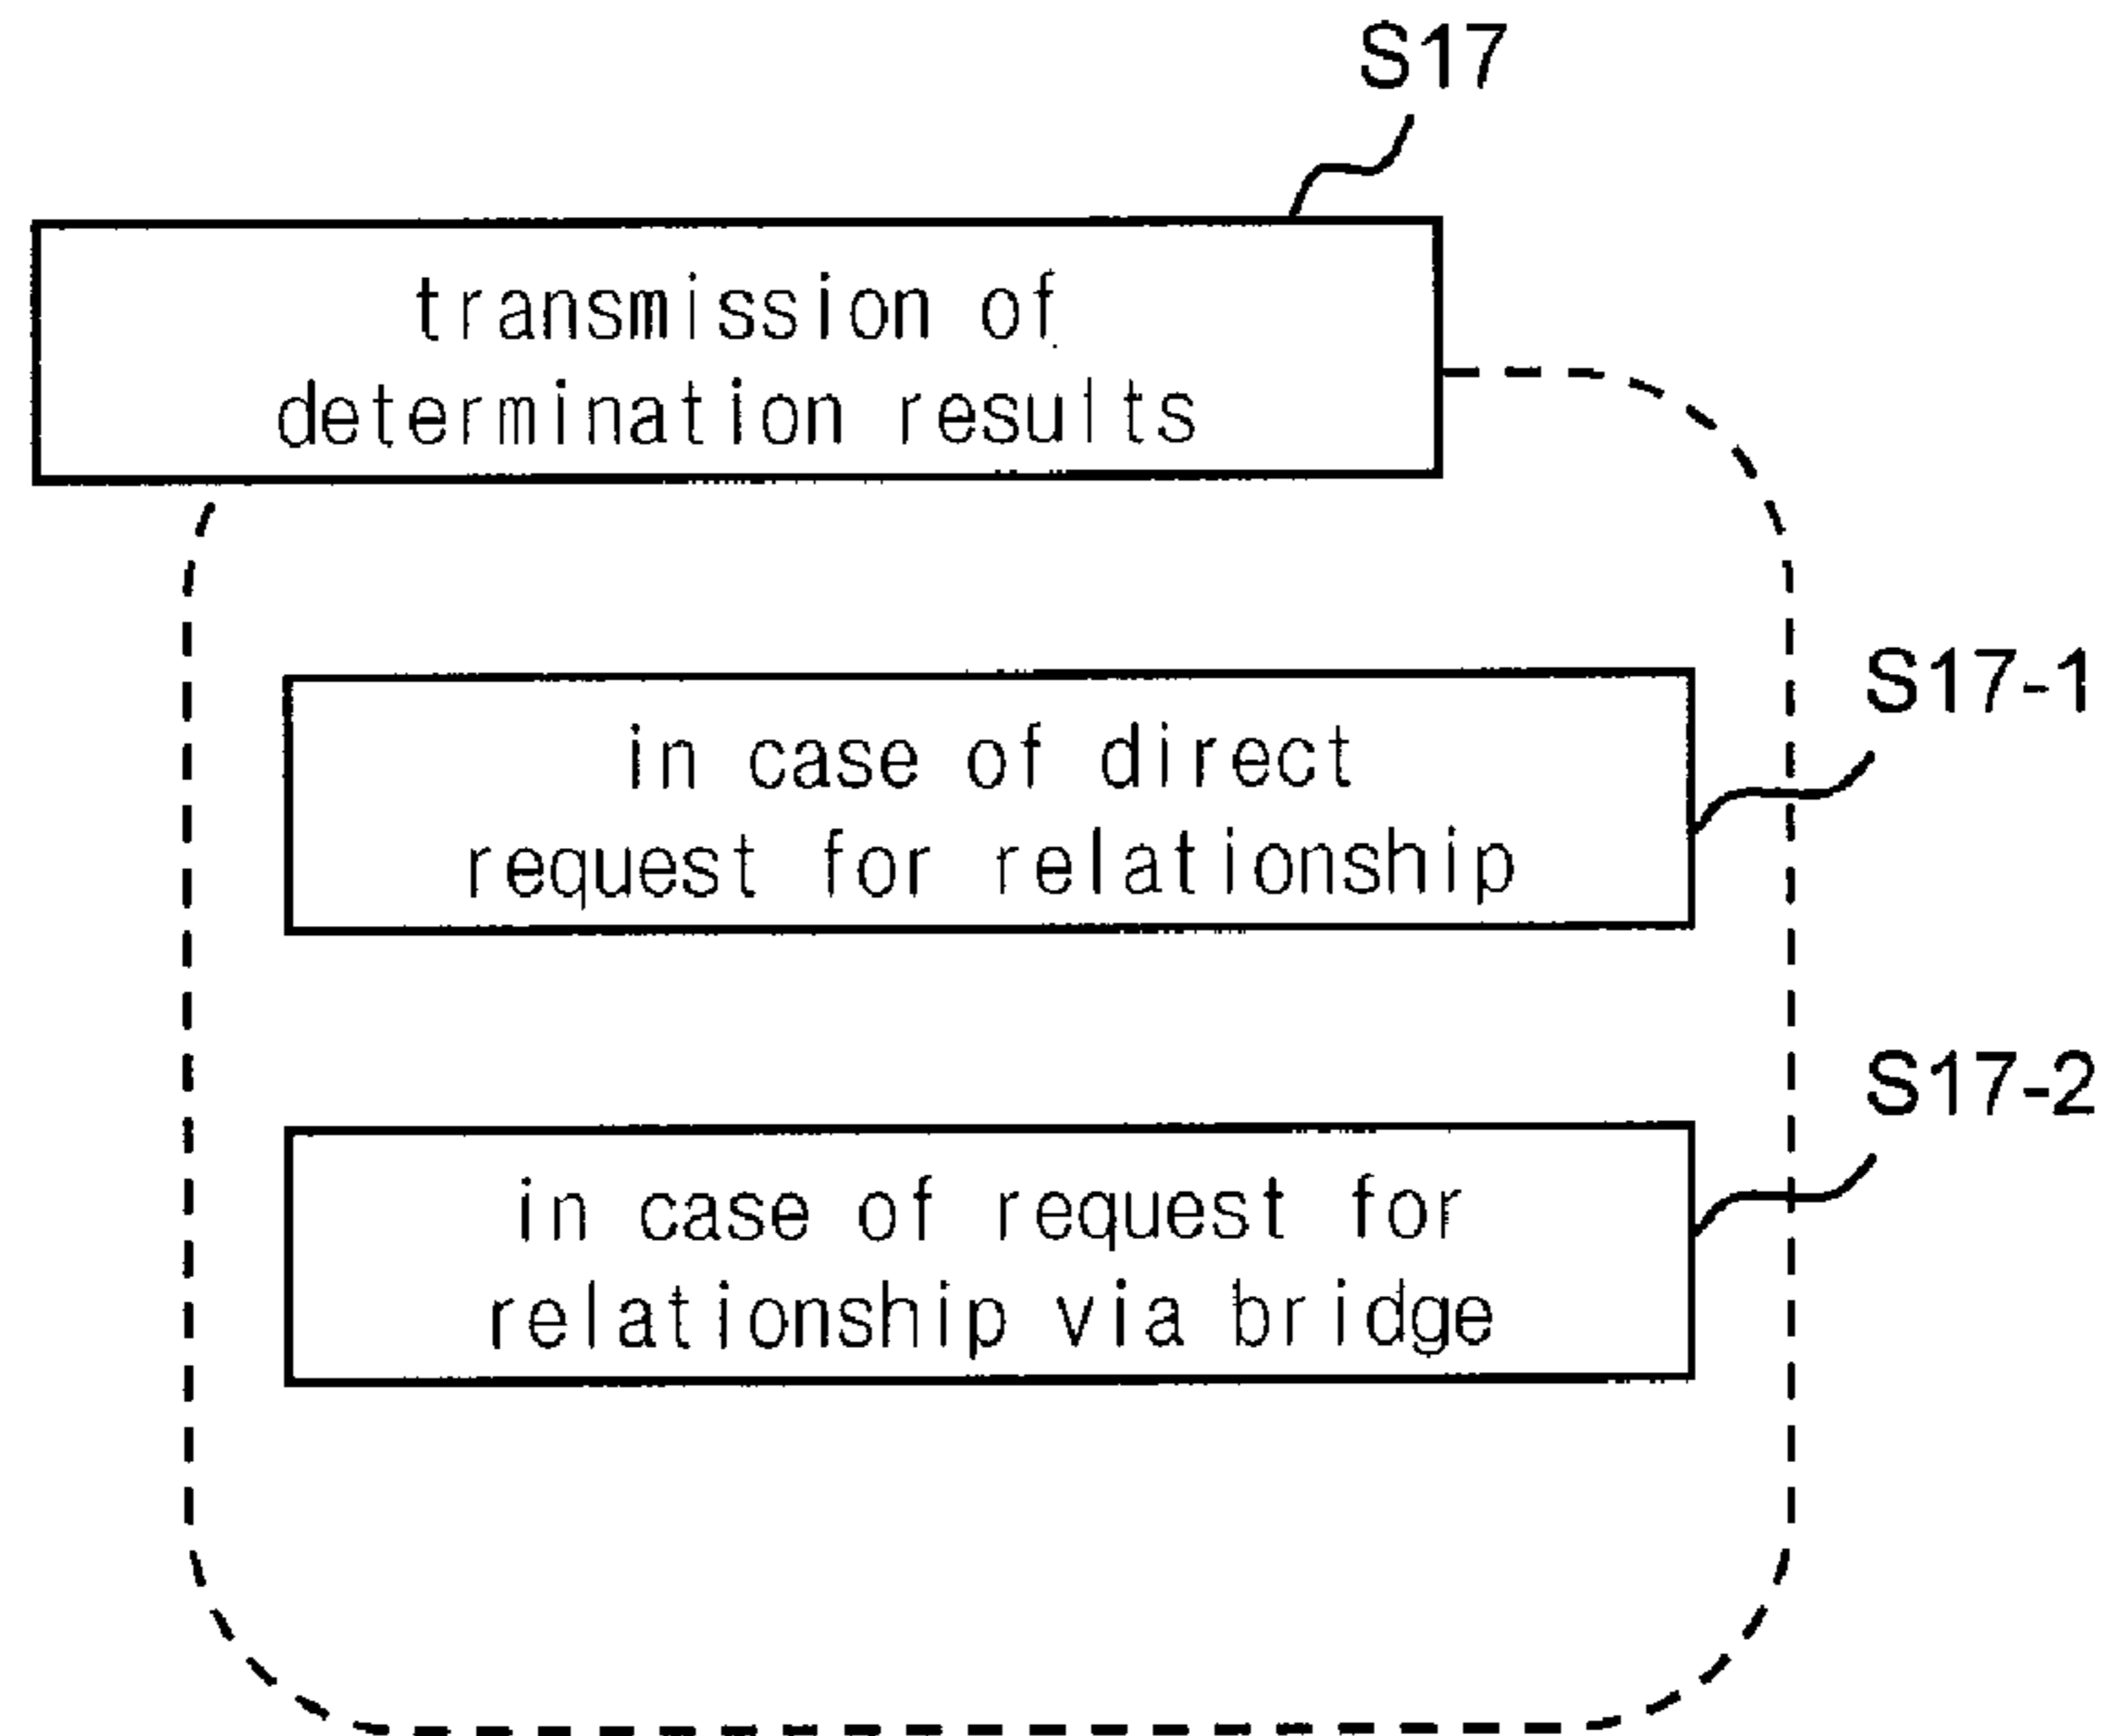 S17
transmission of
determination results
S17-1
in case of direct
request for relationship
S17-2
in case of request for
relationship via bridge